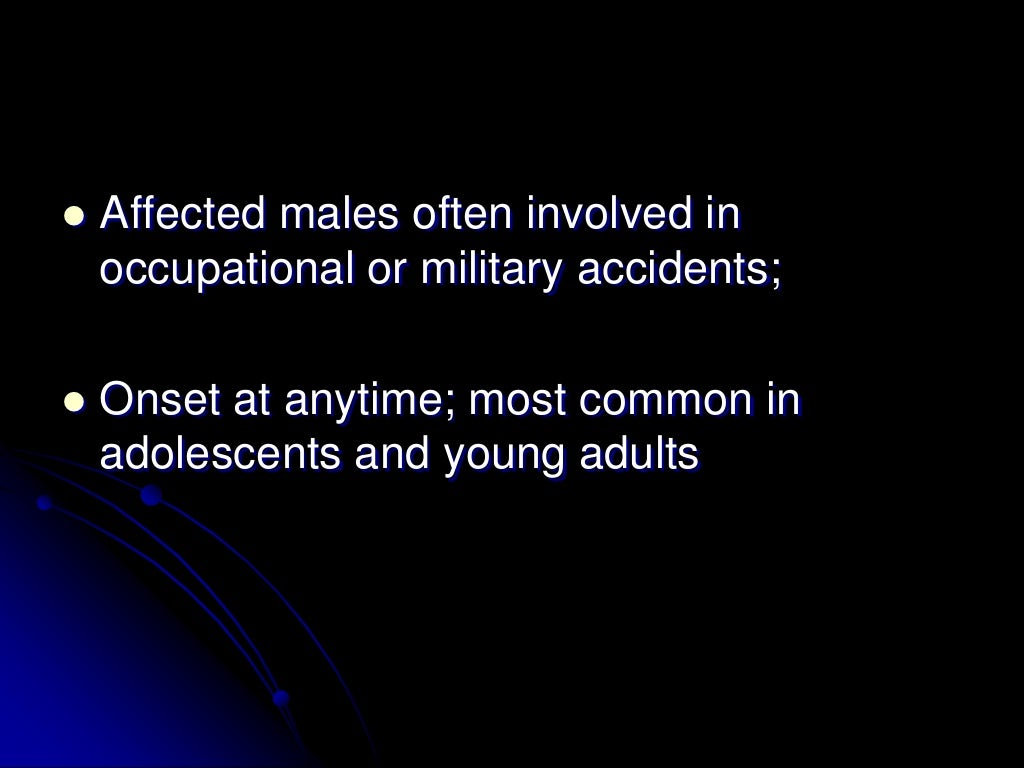 Affected males often involved in
occupational or military accidents;
Onset at anytime; most common in
adolescents and young adults